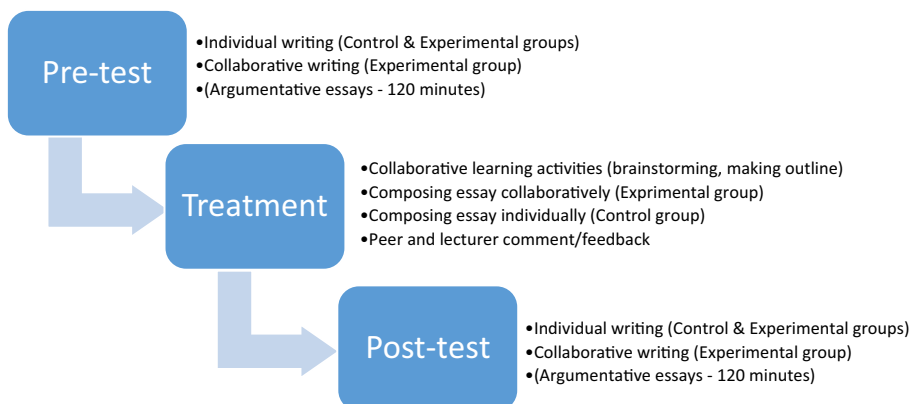 Pre-test
•Individual writing (Control & Experimental groups)
•Collaborative writing (Experimental group)
•(Argumentative essays - 120 minutes)
Treatment
•Collaborative learning activities (brainstorming, making outline)
•Composing essay collaboratively (Exprimental group)
•Composing essay individually (Control group)
•Peer and lecturer comment/feedback
Post-test
•Individual writing (Control & Experimental groups)
•Collaborative writing (Experimental group)
•(Argumentative essays - 120 minutes)